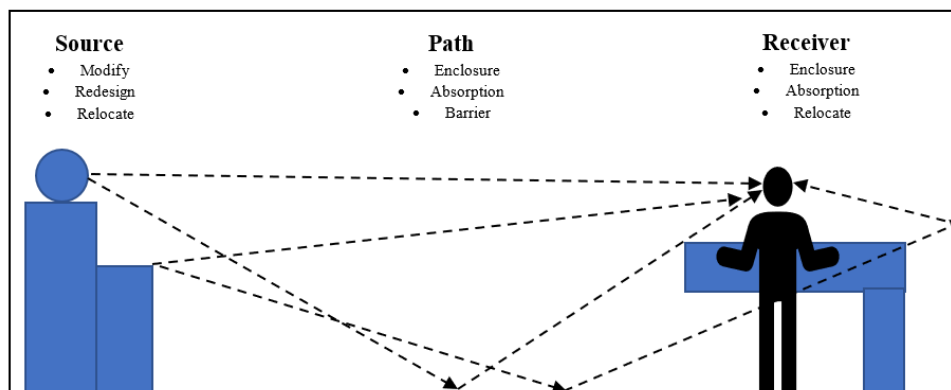 Source
• Modify
• Redesign
• Relocate
Path
• Enclosure
• Absorption
• Barrier
Receiver
• Enclosure
• Absorption
• Relocate